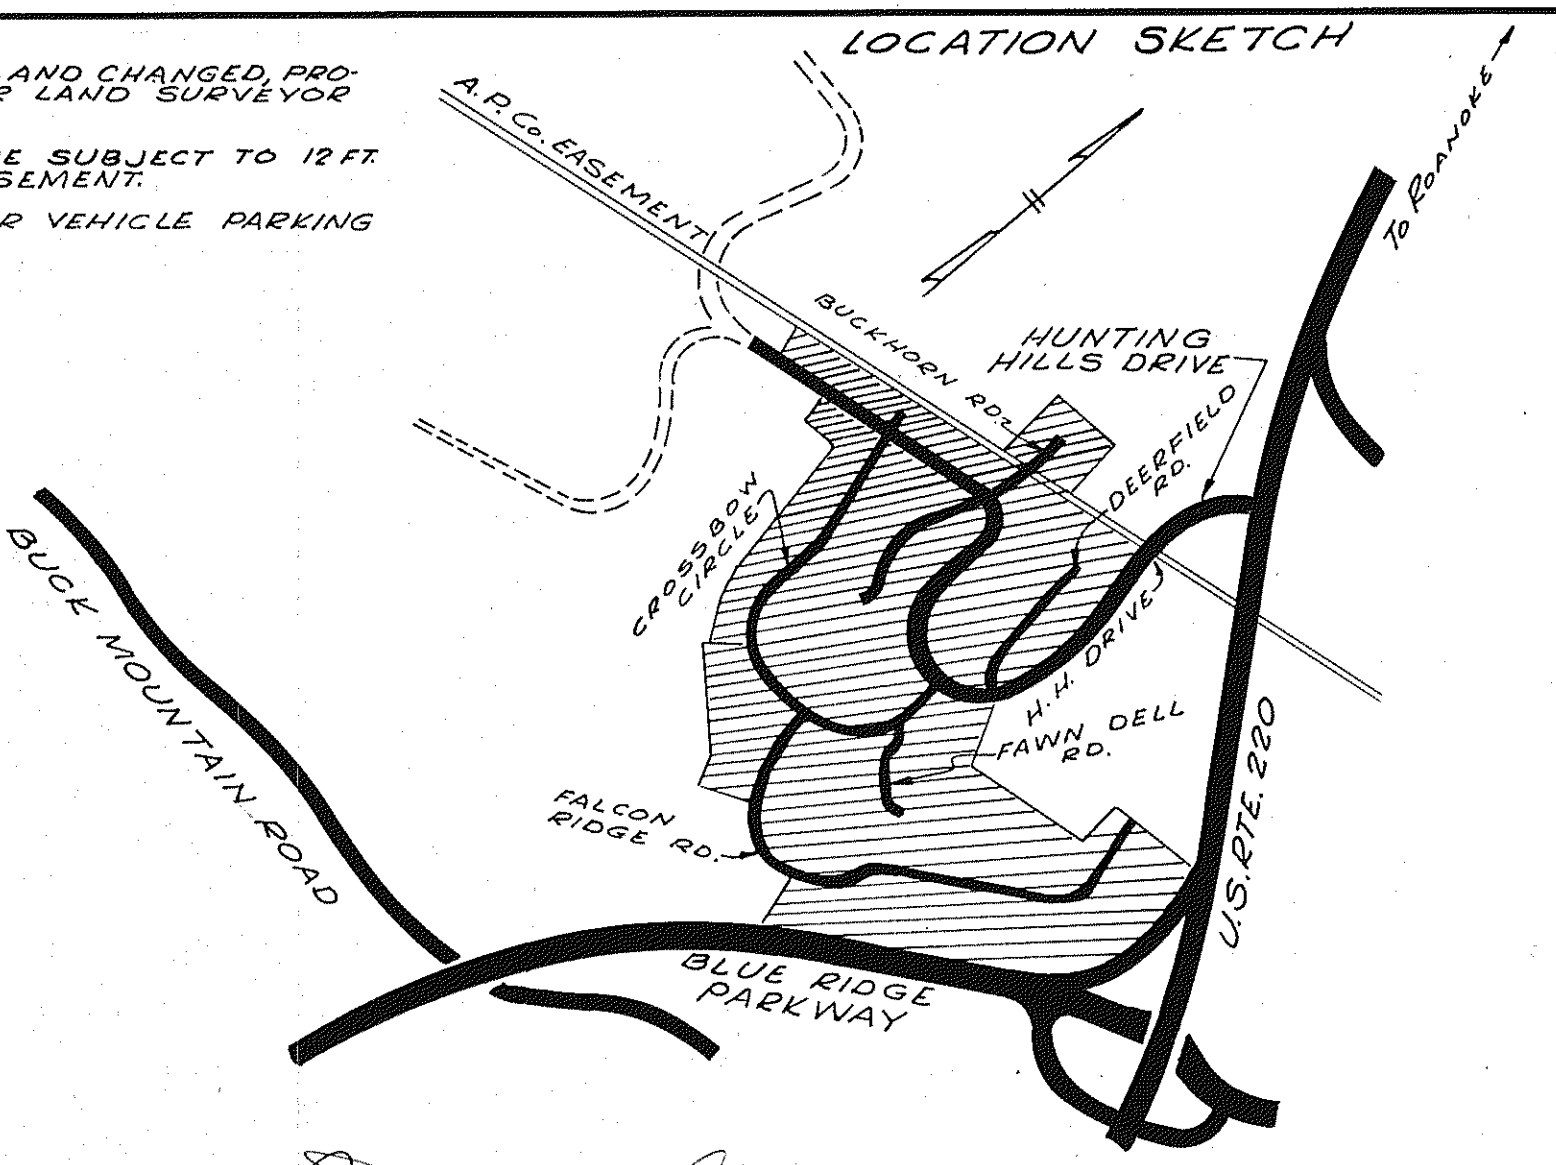 LOCATION SKETCH
AND CHANGED, PRO-
R LAND SURVEYOR
E SUBJECT TO 12 FT.
SEMENT.
R VEHICLE PARKING
A.P.Co. EASEMENT
TO ROANOKE
BUCKHORN RD.
HUNTING
HILLS DRIVE
DEERFIELD
RD.
CROSSBOW
CIRCLE
H.H. DRIVE
FAWN DELL
RD.
FALCON
RIDGE RD.
BUCK MOUNTAIN ROAD
U.S. RTE. 220
BLUE RIDGE
PARKWAY